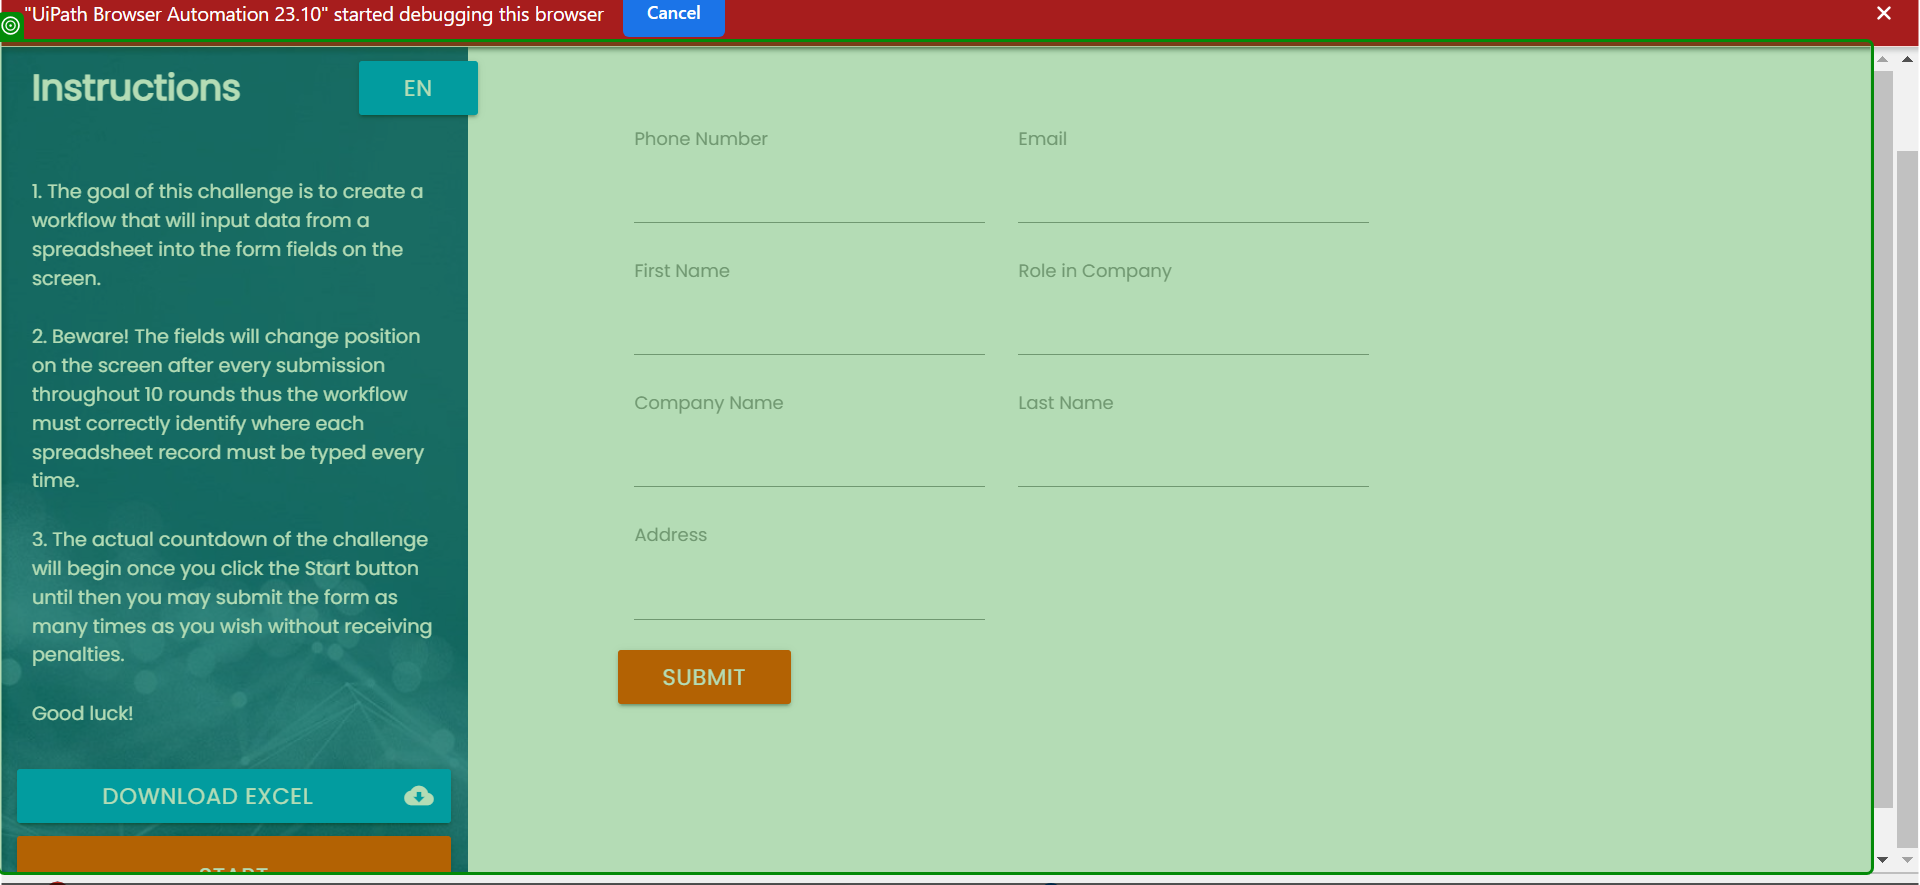 "UiPath Browser Automation 23.10" started debugging this browser
Cancel
Instructions
EN
1. The goal of this challenge is to create a
workflow that will input data from a
spreadsheet into the form fields on the
screen.
2. Beware! The fields will change position
on the screen after every submission
throughout 10 rounds thus the workflow
must correctly identify where each
spreadsheet record must be typed every
time.
3. The actual countdown of the challenge
will begin once you click the Start button
until then you may submit the form as
many times as you wish without receiving
penalties.
Good luck!
DOWNLOAD EXCEL
START
Phone Number
Email
First Name
Role in Company
Company Name
Last Name
Address
SUBMIT